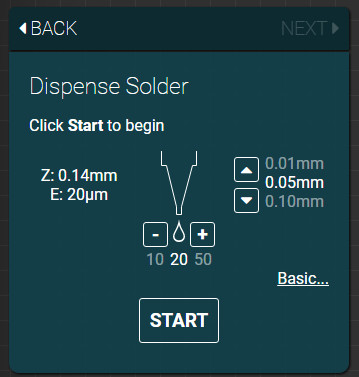 BACK NEXT
Dispense Solder
Click Start to begin
Z: 0.14mm
E: 20µm
0.01mm
0.05mm
0.10mm
- +
10 20 50
Basic...
START